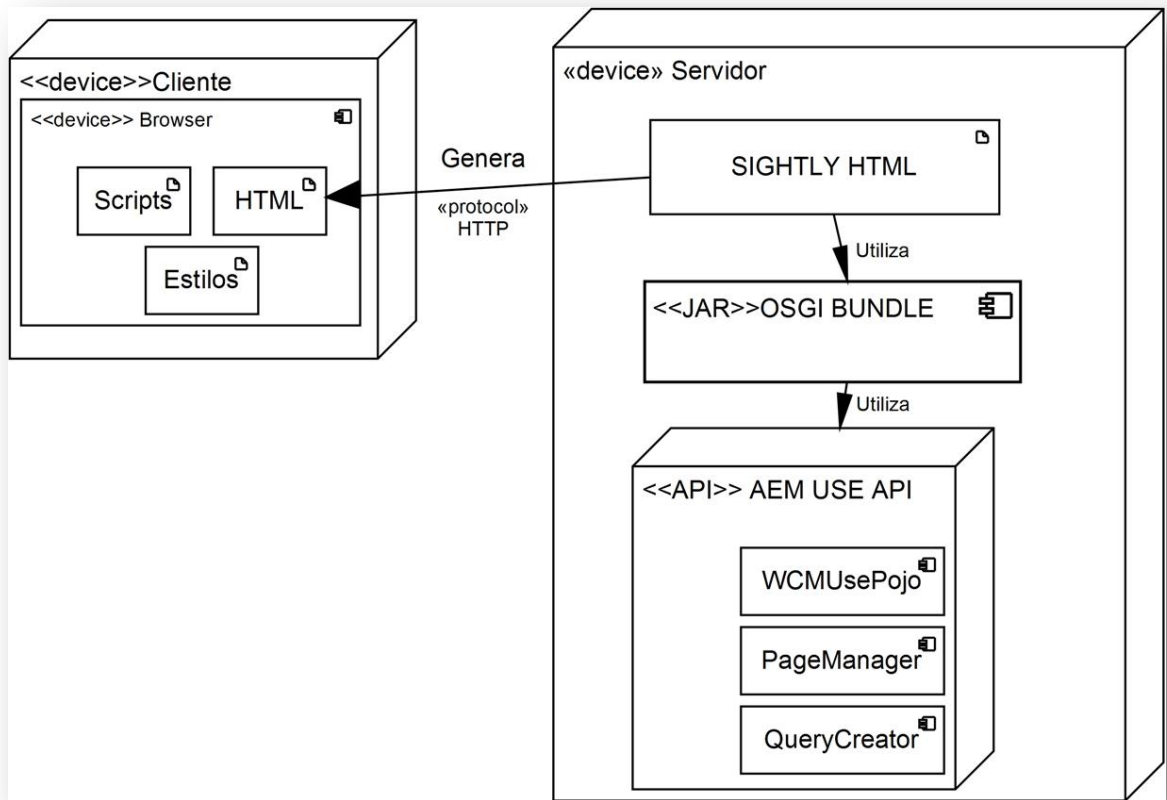 <<device>>Cliente
<<device>> Browser
Scripts
HTML
Estilos
Genera
«protocol»
HTTP
«device» Servidor
SIGHTLY HTML
Utiliza
<<JAR>>OSGI BUNDLE
Utiliza
<<API>> AEM USE API
WCMUsePojo
PageManager
QueryCreator